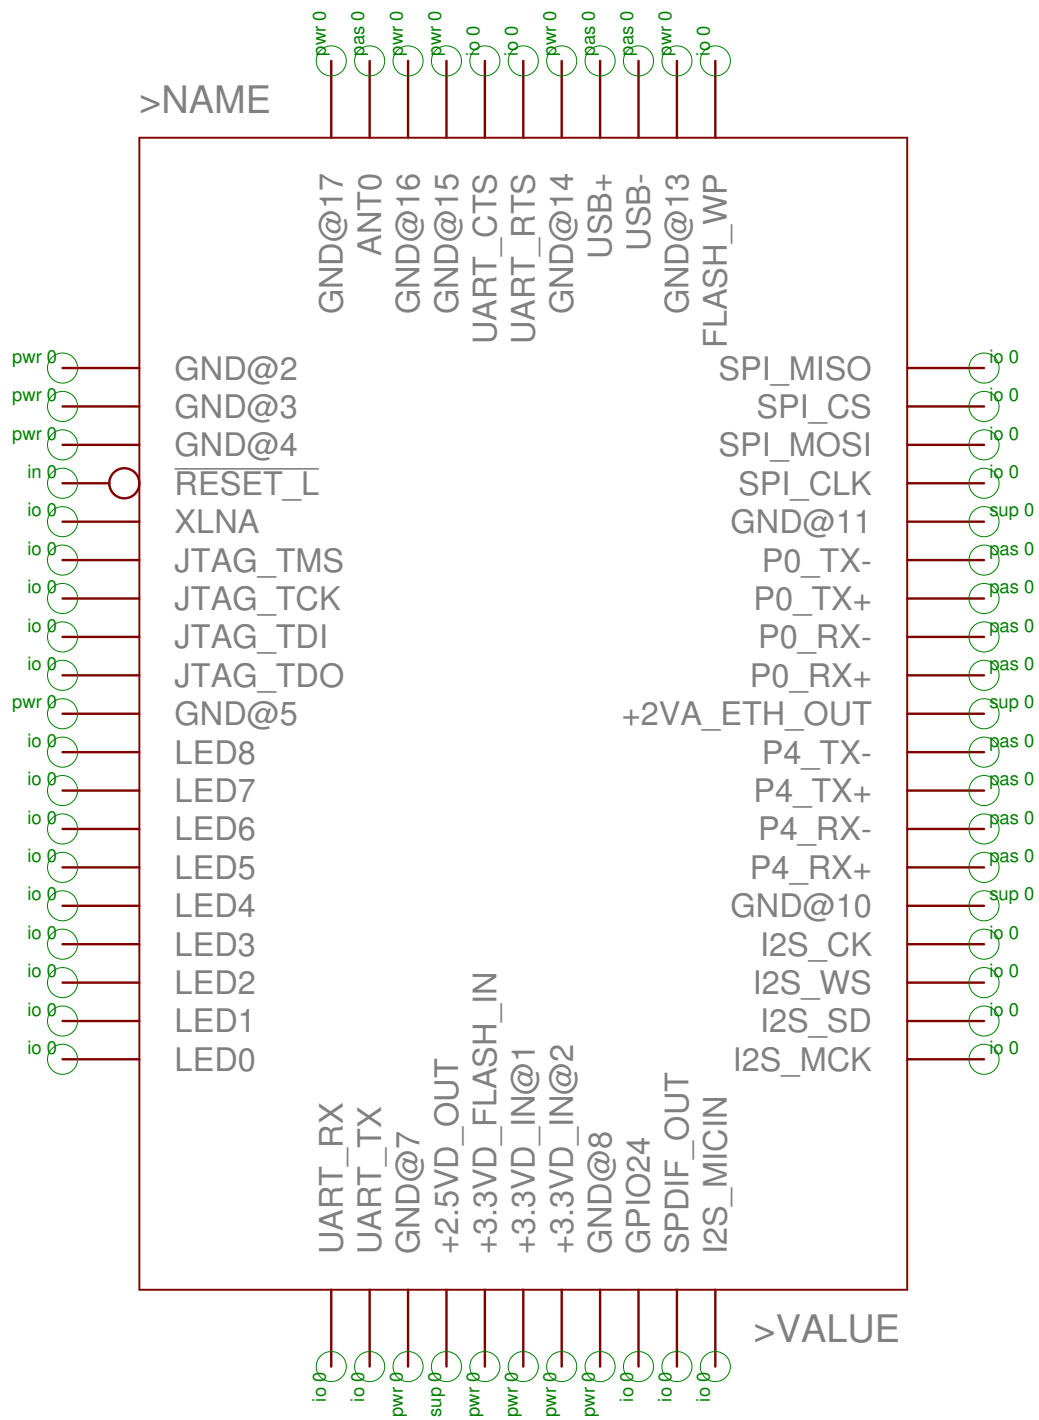 pwr 0 pas 0 pwr 0 pwr 0 io 0 io 0 pwr 0 pas 0 pas 0 pwr 0 io 0
>NAME
GND@17
ANT0
GND@16
GND@15
UART_CTS
UART_RTS
GND@14
USB+
USB-
GND@13
FLASH_WP
pwr 0 GND@2 SPI_MISO io 0
pwr 0 GND@3 SPI_CS io 0
pwr 0 GND@4 SPI_MOSI io 0
in 0 RESET_L SPI_CLK io 0
io 0 XLNA GND@11 sup 0
io 0 JTAG_TMS P0_TX- pas 0
io 0 JTAG_TCK P0_TX+ pas 0
io 0 JTAG_TDI P0_RX- pas 0
io 0 JTAG_TDO P0_RX+ pas 0
pwr 0 GND@5 +2VA_ETH_OUT sup 0
io 0 LED8 P4_TX- pas 0
io 0 LED7 P4_TX+ pas 0
io 0 LED6 P4_RX- pas 0
io 0 LED5 P4_RX+ pas 0
io 0 LED4 GND@10 sup 0
io 0 LED3 I2S_CK io 0
io 0 LED2 I2S_WS io 0
io 0 LED1 I2S_SD io 0
io 0 LED0 I2S_MCK io 0
UART_RX
UART_TX
GND@7
+2.5VD_OUT
+3.3VD_FLASH_IN
+3.3VD_IN@1
+3.3VD_IN@2
GND@8
GPIO24
SPDIF_OUT
I2S_MICIN
>VALUE
io 0 io 0 pwr 0 sup 0 pwr 0 pwr 0 pwr 0 pwr 0 io 0 io 0 io 0